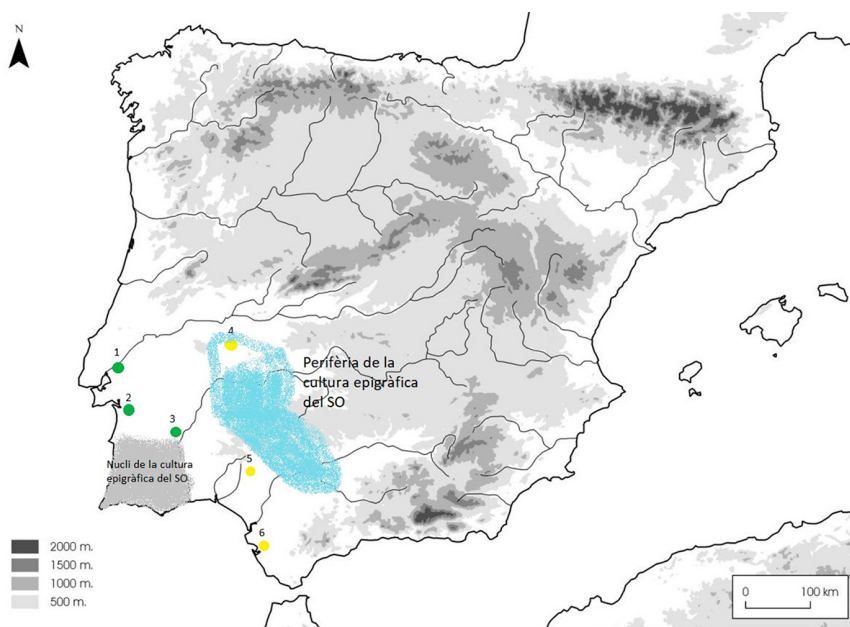 N
4
1
Perifèria de la
cultura epigràfica
del SO
2
3
Nucli de la cultura
epigràfica del SO
5
6
2000 m.
1500 m.
1000 m.
500 m.
0 100 km